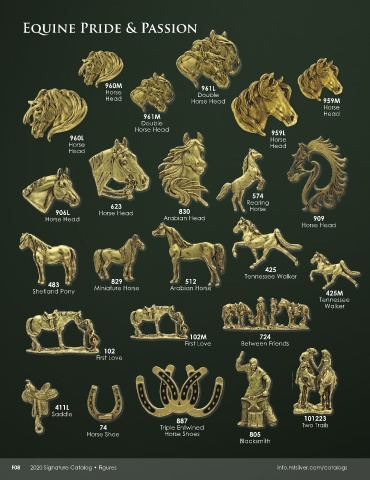 EQUINE PRIDE & PASSION
960M
Horse
Head
961L
Double
Horse Head
959M
Horse
Head
961M
Double
Horse Head
960L
Horse
Head
959L
Horse
Head
906L
Horse Head
623
Horse Head
830
Arabian Head
574
Rearing
Horse
909
Horse Head
483
Shetland Pony
829
Miniature Horse
512
Arabian Horse
425
Tennessee Walker
425M
Tennessee
Walker
102
First Love
102M
First Love
724
Between Friends
411L
Saddle
74
Horse Shoe
887
Triple Entwined
Horse Shoes
805
Blacksmith
101223
Two Trails
F08 2020 Signature Catalog • Figures info.mtsilver.com/catalogs